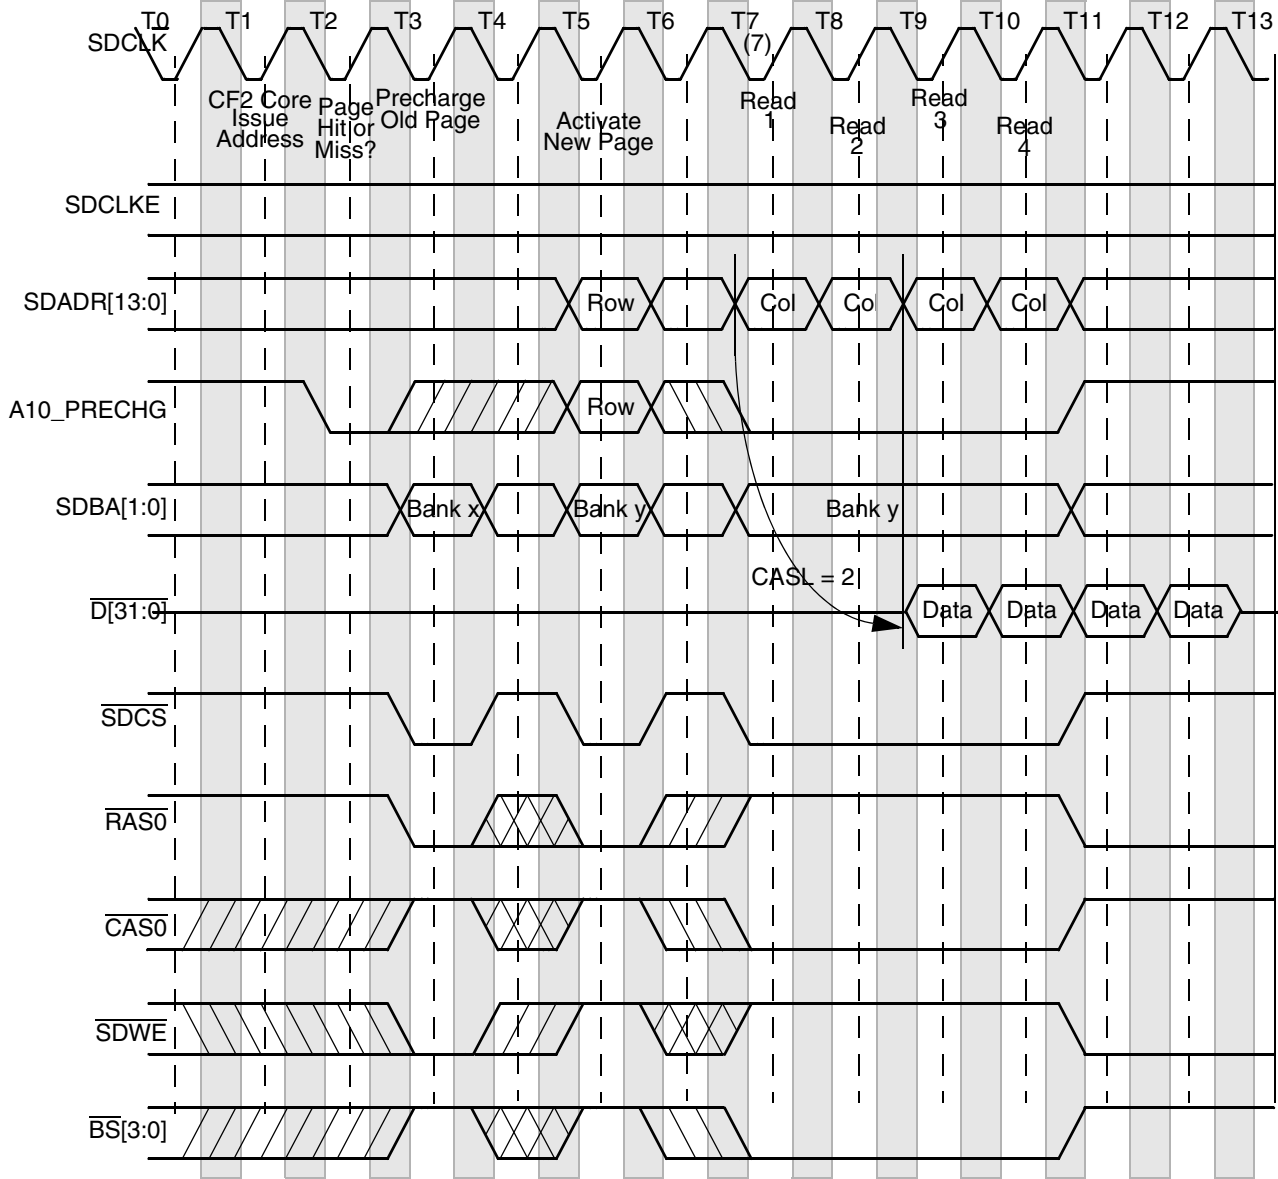 T0 T1 T2 T3 T4 T5 T6 T7 T8 T9 T10 T11 T12 T13
(7)
SDCLK
CF2 Core
Issue
Address
Page
Hit or
Miss?
Precharge
Old Page
Activate
New Page
Read
1
Read
2
Read
3
Read
4
SDCLKE
SDADR[13:0] Row Col Col Col Col
A10_PRECHG Row
SDBA[1:0] Bank x Bank y Bank y
CASL = 2
D[31:0] Data Data Data Data
SDCS
RAS0
CAS0
SDWE
BS[3:0]